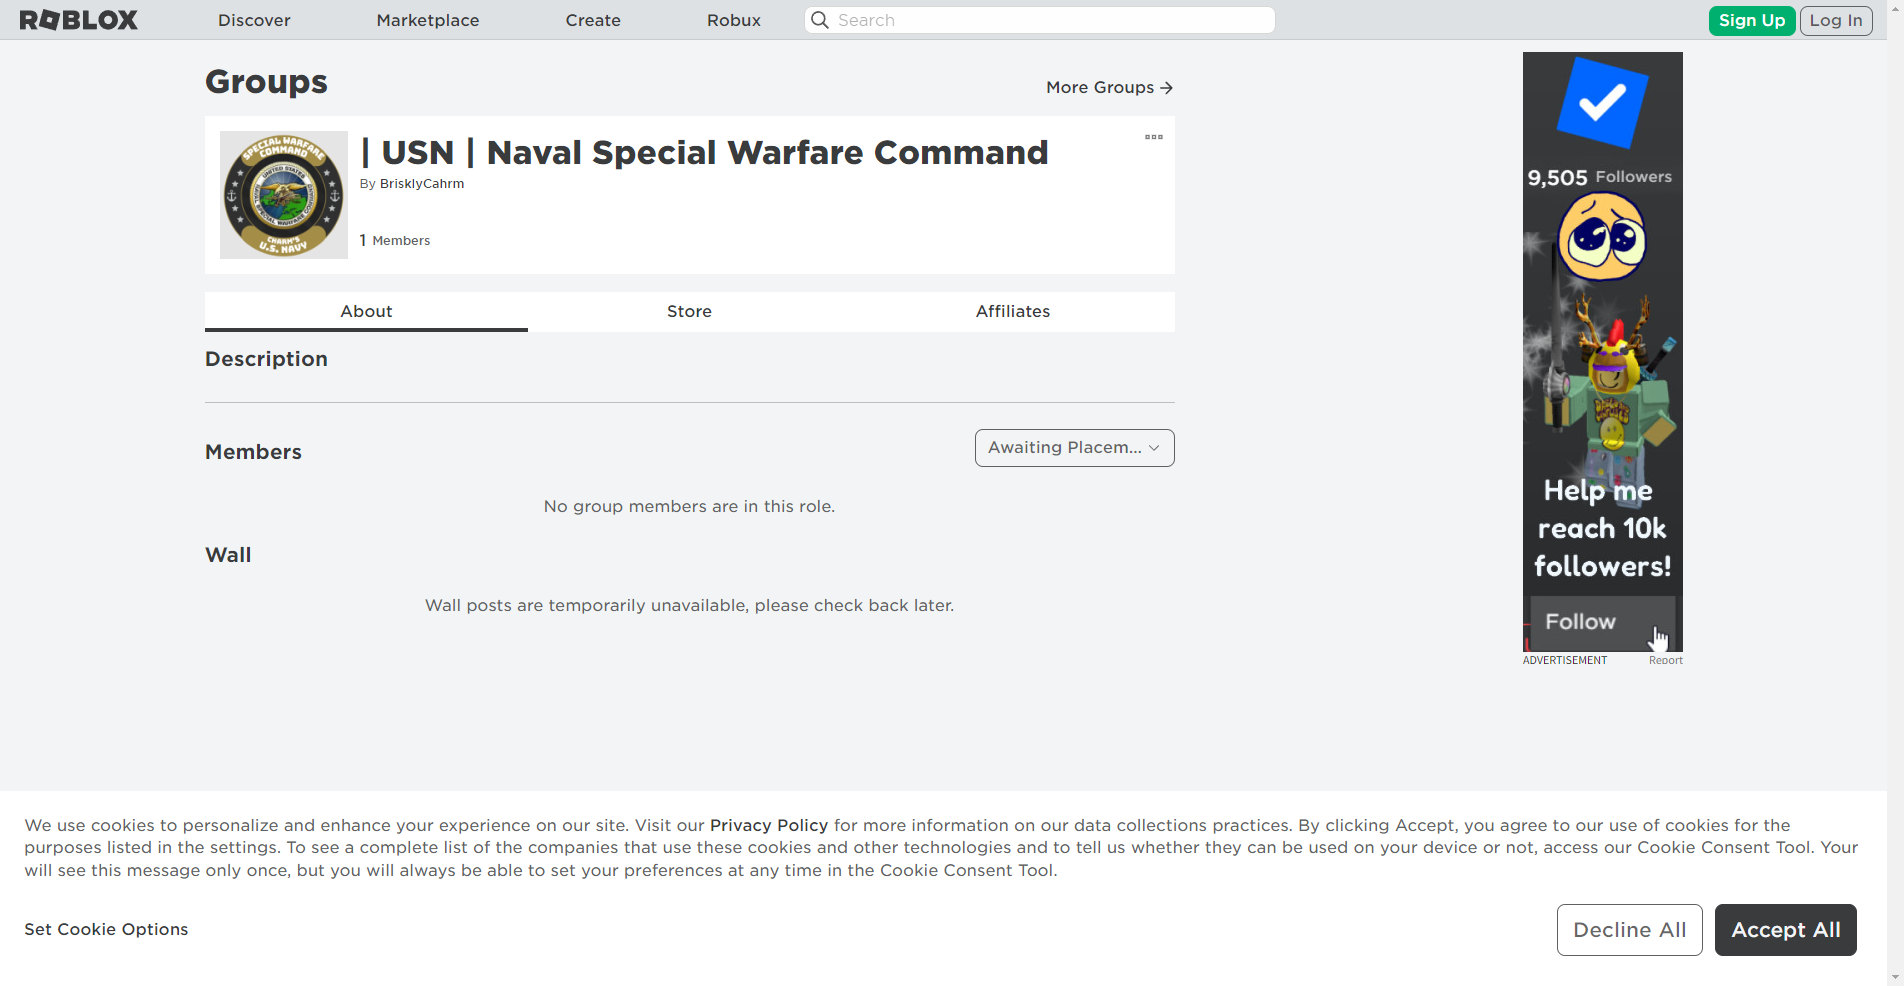 ROBLOX
Discover
Marketplace
Create
Robux
Search
Sign Up
Log In
Groups
More Groups
SPECIAL WARFARE
COMMAND
UNITED STATES
NAVAL SPECIAL WARFARE COMMAND
CHARM'S
U.S. NAVY
| USN | Naval Special Warfare Command
By BrisklyCahrm
1 Members
About
Store
Affiliates
Description
Members
Awaiting Placem...
No group members are in this role.
Wall
Wall posts are temporarily unavailable, please check back later.
9,505 Followers
Help me
reach 10k
followers!
Follow
ADVERTISEMENT
Report
We use cookies to personalize and enhance your experience on our site. Visit our Privacy Policy for more information on our data collections practices. By clicking Accept, you agree to our use of cookies for the
purposes listed in the settings. To see a complete list of the companies that use these cookies and other technologies and to tell us whether they can be used on your device or not, access our Cookie Consent Tool. Your
will see this message only once, but you will always be able to set your preferences at any time in the Cookie Consent Tool.
Set Cookie Options
Decline All
Accept All